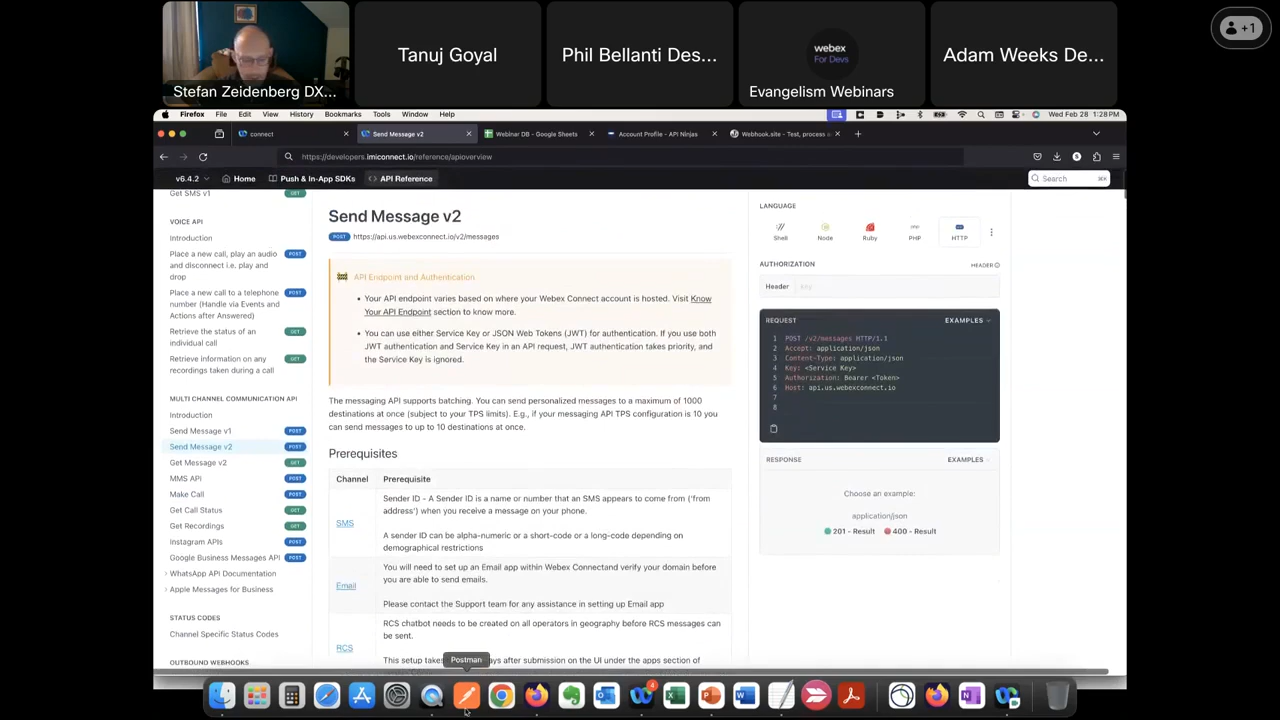 Stefan Zeidenberg DX...
Tanuj Goyal
Phil Bellanti Des...
webex
For Devs
Evangelism Webinars
Adam Weeks De...
+1
Firefox File Edit View History Bookmarks Tools Window Help
Wed Feb 28 1:28 PM
connect
Send Message v2
Webinar DB - Google Sheets
Account Profile - API Ninjas
Webhook.site - Test, process
https://developers.imiconnect.io/reference/apioverview
v6.4.2
Home
Push & In-App SDKs
<> API Reference
Search
Get SMS v1 GET
VOICE API
Introduction
Place a new call, play an audio POST
and disconnect i.e. play and
drop
Place a new call to a telephone POST
number (Handle via Events and
Actions after Answered)
Retrieve the status of an GET
individual call
Retrieve information on any GET
recordings taken during a call
MULTI CHANNEL COMMUNICATION API
Introduction
Send Message v1 POST
Send Message v2 POST
Get Message v2 GET
MMS API POST
Make Call POST
Get Call Status GET
Get Recordings GET
Instagram APIs POST
Google Business Messages API POST
WhatsApp API Documentation
Apple Messages for Business
STATUS CODES
Channel Specific Status Codes
OUTBOUND WEBHOOKS
Send Message v2
POST https://api.us.webexconnect.io/v2/messages
API Endpoint and Authentication
• Your API endpoint varies based on where your Webex Connect account is hosted. Visit Know
Your API Endpoint section to know more.
• You can use either Service Key or JSON Web Tokens (JWT) for authentication. If you use both
JWT authentication and Service Key in an API request, JWT authentication takes priority, and
the Service Key is ignored.
The messaging API supports batching. You can send personalized messages to a maximum of 1000
destinations at once (subject to your TPS limits). E.g., if your messaging API TPS configuration is 10 you
can send messages to up to 10 destinations at once.
Prerequisites
Channel Prerequisite
SMS
Sender ID - A Sender ID is a name or number that an SMS appears to come from ('from
address') when you receive a message on your phone.
A sender ID can be alpha-numeric or a short-code or a long-code depending on
demographical restrictions
Email
You will need to set up an Email app within Webex Connectand verify your domain before
you are able to send emails.
Please contact the Support team for any assistance in setting up Email app
RCS
RCS chatbot needs to be created on all operators in geography before RCS messages can
be sent.
This setup takes ays after submission on the UI under the apps section of
Postman
LANGUAGE
Shell
Node
Ruby
PHP
HTTP
AUTHORIZATION HEADER
Header Key
REQUEST EXAMPLES
1 POST /v2/messages HTTP/1.1
2 Accept: application/json
3 Content-Type: application/json
4 Key: <Service Key>
5 Authorization: Bearer <Token>
6 Host: api.us.webexconnect.io
7
8
RESPONSE EXAMPLES
Choose an example:
application/json
201 - Result 400 - Result
4